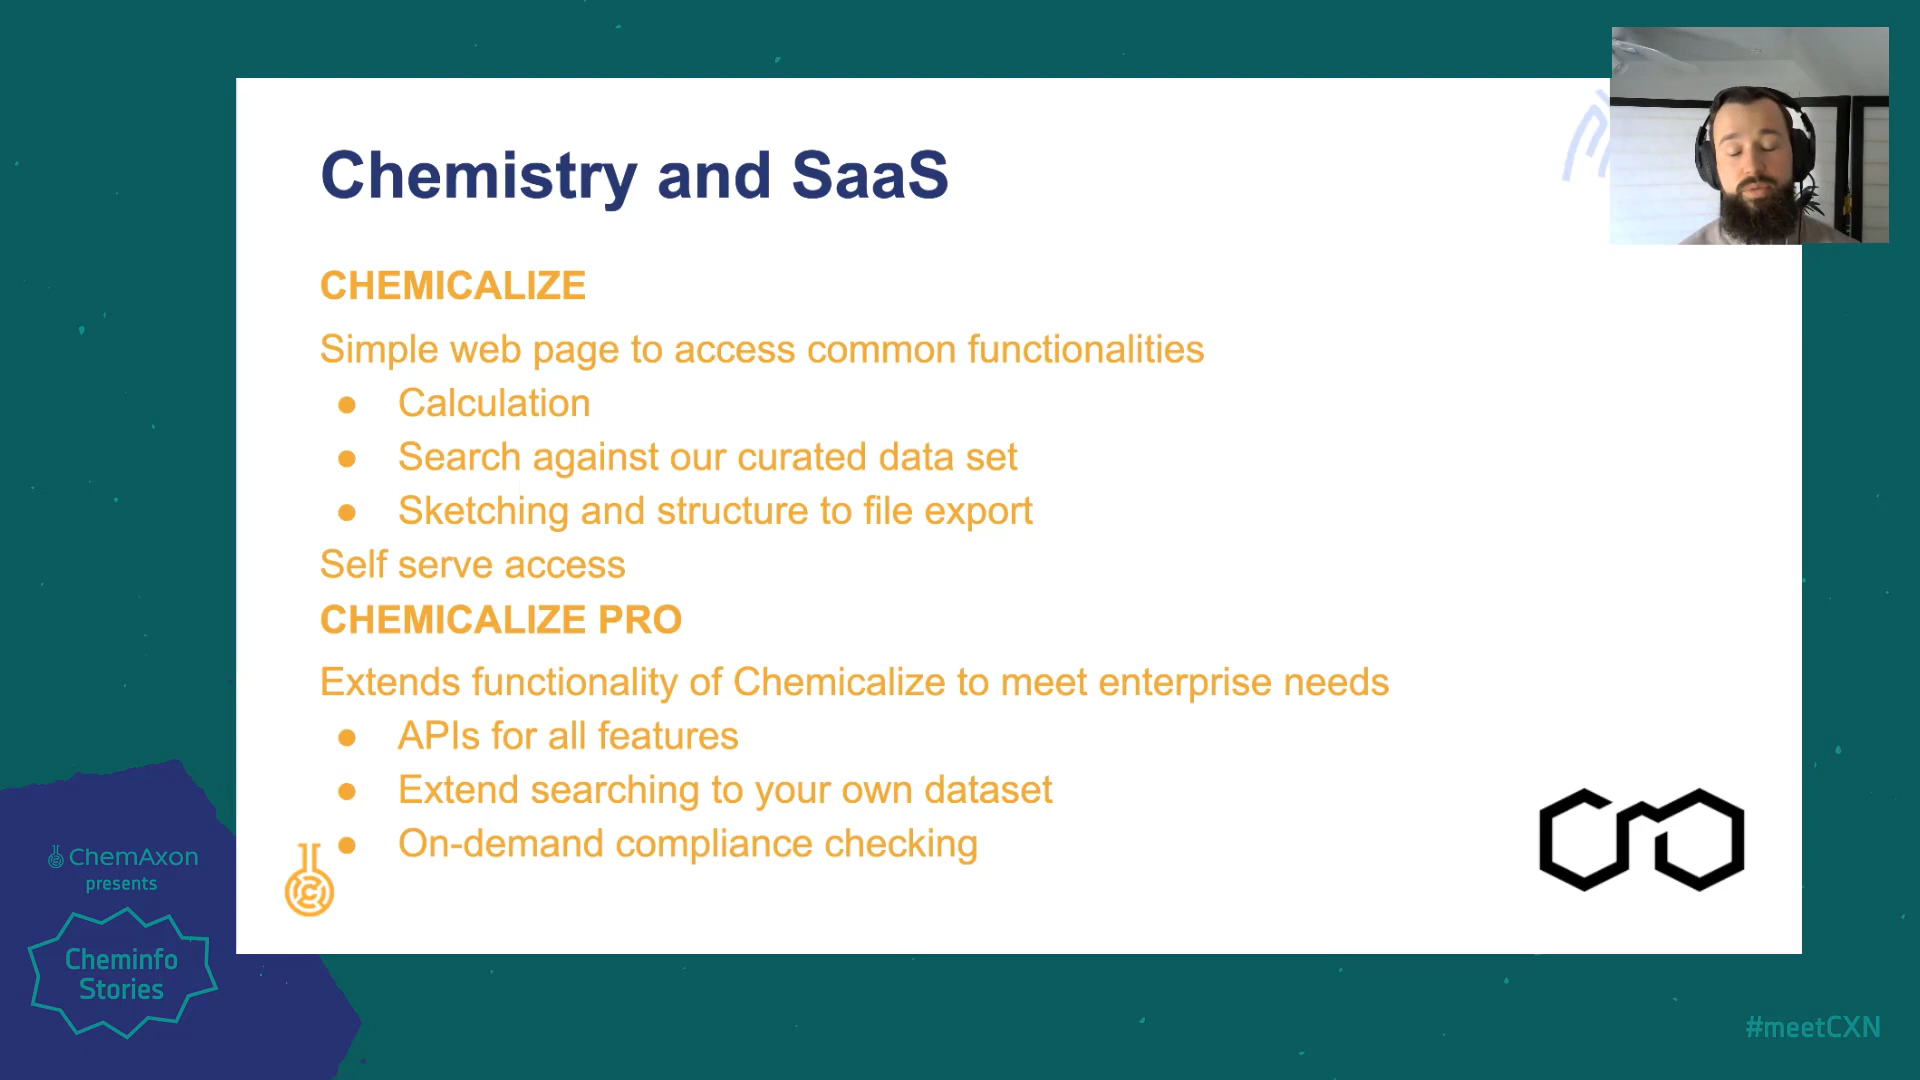 Chemistry and SaaS
CHEMICALIZE
Simple web page to access common functionalities
● Calculation
● Search against our curated data set
● Sketching and structure to file export
Self serve access
CHEMICALIZE PRO
Extends functionality of Chemicalize to meet enterprise needs
● APIs for all features
● Extend searching to your own dataset
● On-demand compliance checking
ChemAxon
presents
Cheminfo
Stories
#meetCXN